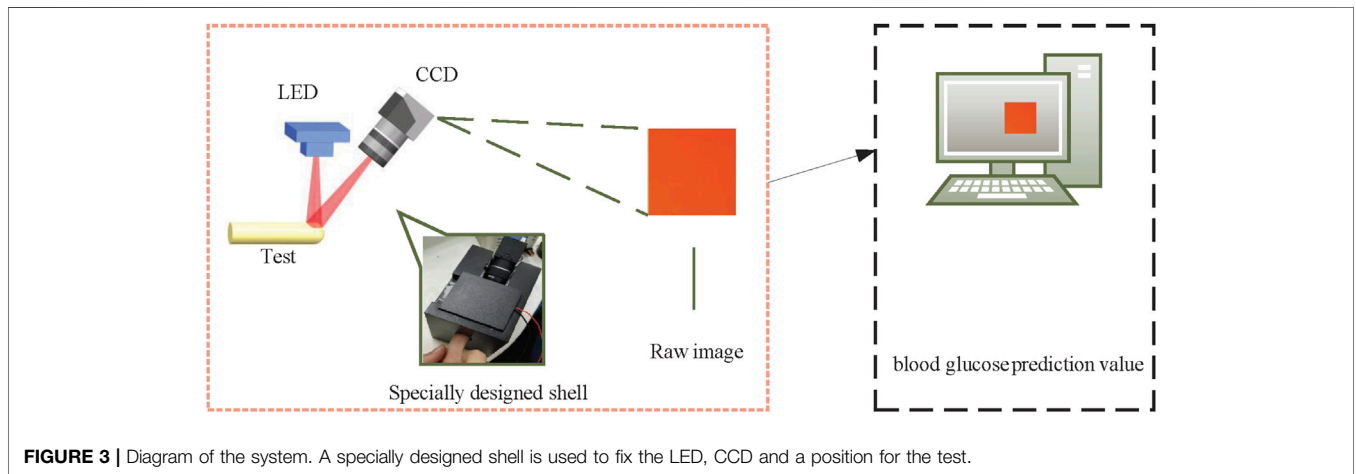 CCD
LED
Test
Raw image
Specially designed shell
blood glucose prediction value
FIGURE 3 | Diagram of the system. A specially designed shell is used to fix the LED, CCD and a position for the test.